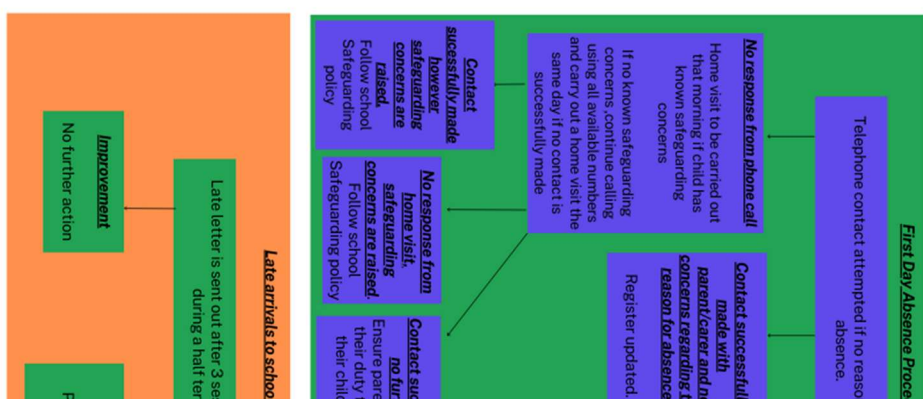 First Day Absence Proce
Telephone contact attempted if no reaso
absence.
No response from phone call
Home visit to be carried out
that morning if child has
known safeguarding
concerns
If no known safeguarding
concerns ,continue calling
using all available numbers
and carry out a home visit the
same day if no contact is
successfully made
Contact successfull
made with
parent/carer and n
concerns regarding t
reason for absence
Register updated.
Contact
sucessfully made
however
safeguarding
concerns are
raised.
Follow school
Safeguarding
policy
No response from
home visit.
safeguarding
concerns are raised.
Follow school
Safeguarding policy
Contact suc
no fur
Ensure pare
their duty t
their chil
Late arrivals to schoo
Late letter is sent out after 3 se
during a half ter
Improvement
No further action